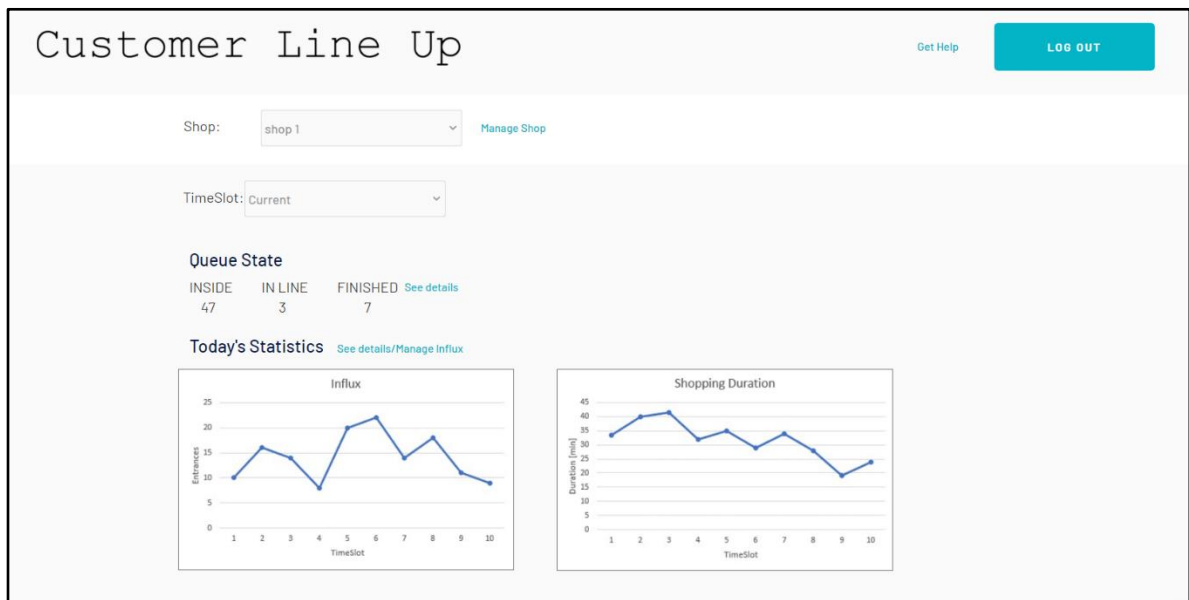 Customer Line Up
Get Help
LOG OUT
Shop:
shop 1
Manage Shop
TimeSlot:
Current
Queue State
INSIDE IN LINE FINISHED See details
47 3 7
Today's Statistics See details/Manage Influx
Influx
25
20
15
10
5
0
Entrances
1 2 3 4 5 6 7 8 9 10
TimeSlot
Shopping Duration
45
40
35
30
25
20
15
10
5
0
Duration [min]
1 2 3 4 5 6 7 8 9 10
TimeSlot